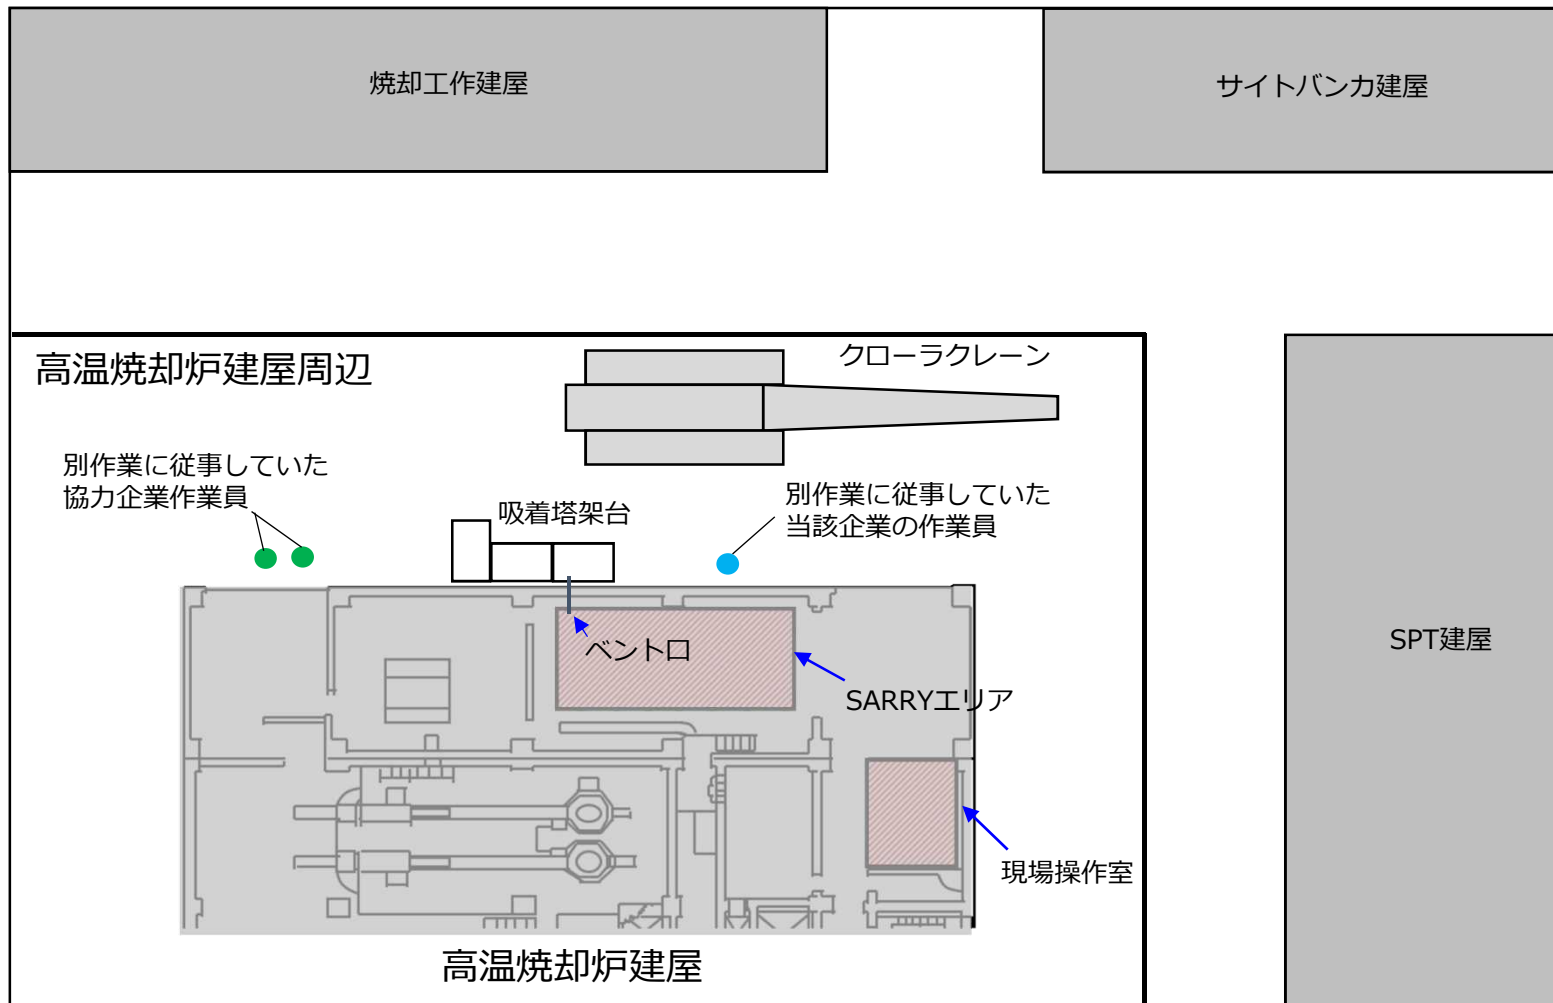 焼却工作建屋
サイトバンカ建屋
高温焼却炉建屋周辺
クローラクレーン
別作業に従事していた
協力企業作業員
吸着塔架台
別作業に従事していた
当該企業の作業員
ベント口
SARRYエリア
SPT建屋
現場操作室
高温焼却炉建屋